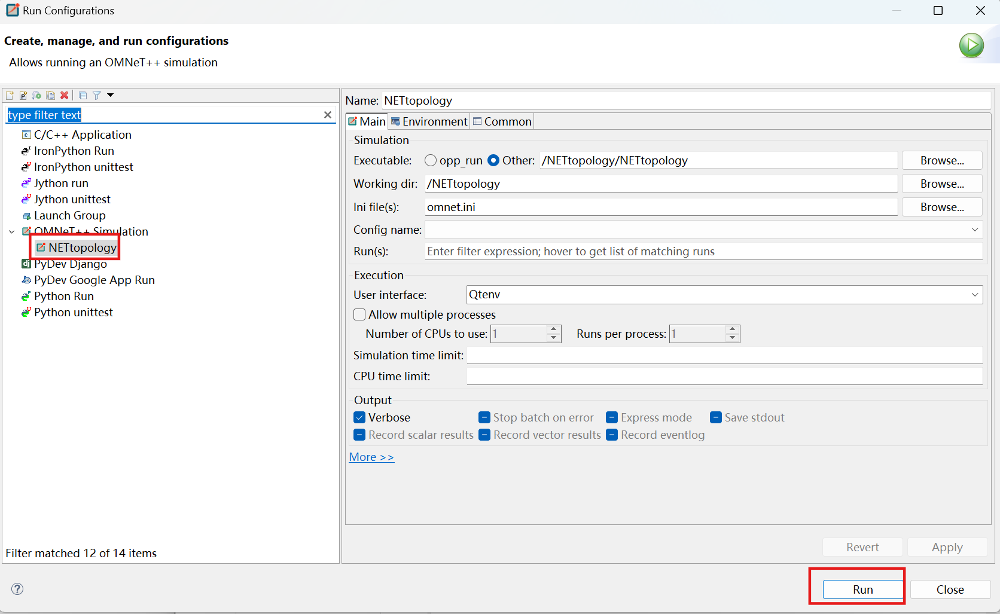 Run Configurations
Create, manage, and run configurations
Allows running an OMNeT++ simulation
type filter text
C/C++ Application
IronPython Run
IronPython unittest
Jython run
Jython unittest
Launch Group
OMNeT++ Simulation
NETtopology
PyDev Django
PyDev Google App Run
Python Run
Python unittest
Filter matched 12 of 14 items
Name: NETtopology
Main Environment Common
Simulation
Executable: opp_run Other: /NETtopology/NETtopology Browse...
Working dir: /NETtopology Browse...
Ini file(s): omnet.ini Browse...
Config name:
Run(s): Enter filter expression; hover to get list of matching runs
Execution
User interface: Qtenv
Allow multiple processes
Number of CPUs to use: 1 Runs per process: 1
Simulation time limit:
CPU time limit:
Output
Verbose Stop batch on error Express mode Save stdout
Record scalar results Record vector results Record eventlog
More >>
Revert Apply
Run Close